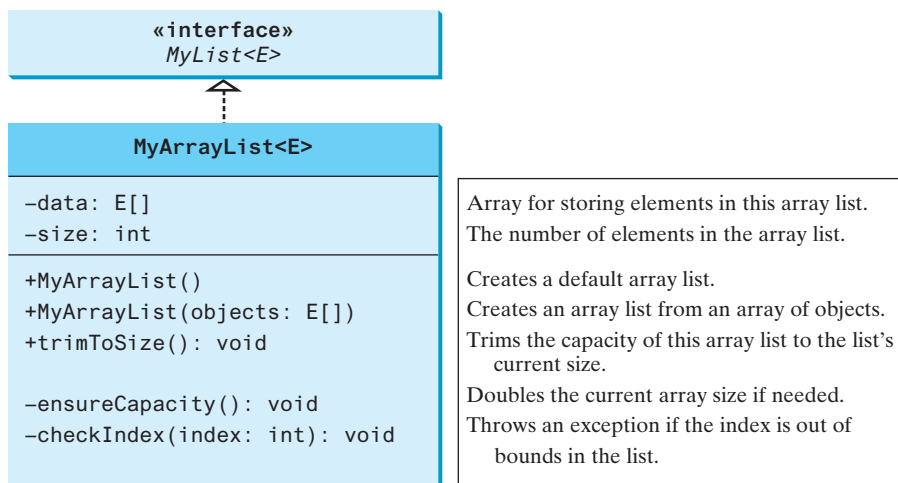 «interface»
MyList<E>
MyArrayList<E>
–data: E[]
–size: int
+MyArrayList()
+MyArrayList(objects: E[])
+trimToSize(): void
–ensureCapacity(): void
–checkIndex(index: int): void
Array for storing elements in this array list.
The number of elements in the array list.
Creates a default array list.
Creates an array list from an array of objects.
Trims the capacity of this array list to the list’s
current size.
Doubles the current array size if needed.
Throws an exception if the index is out of
bounds in the list.